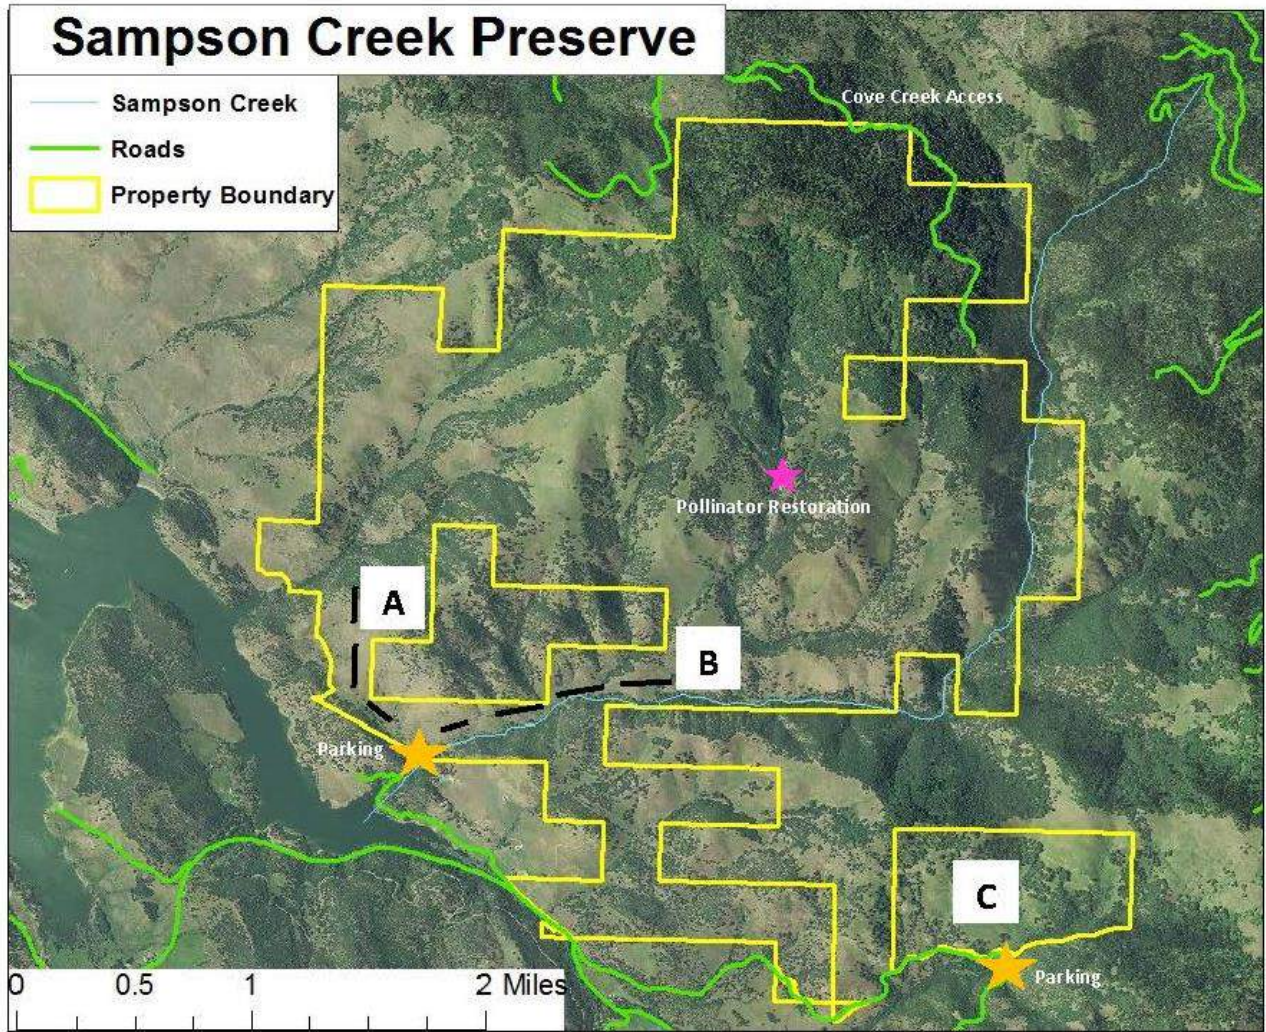 Sampson Creek Preserve
Sampson Creek
Roads
Property Boundary
Cove Creek Access
Pollinator Restoration
A
B
Parking
C
Parking
0 0.5 1 2 Miles